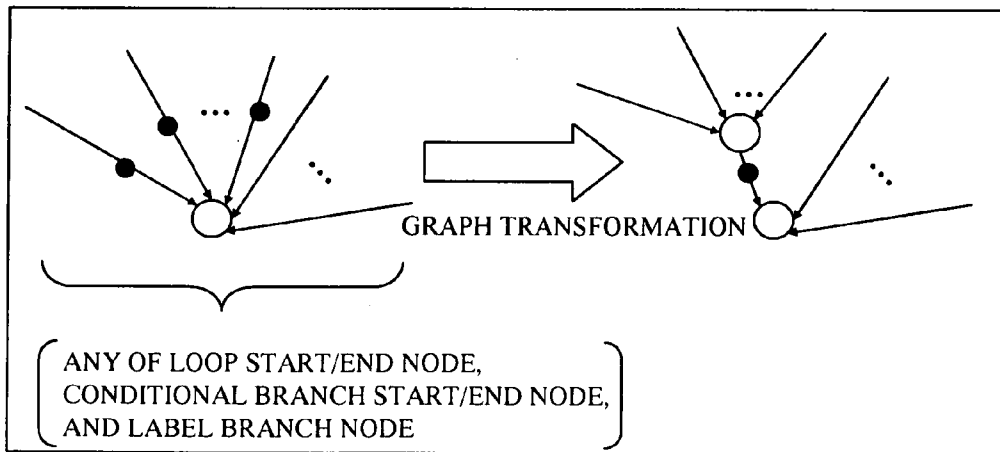 GRAPH TRANSFORMATION
ANY OF LOOP START/END NODE,
CONDITIONAL BRANCH START/END NODE,
AND LABEL BRANCH NODE